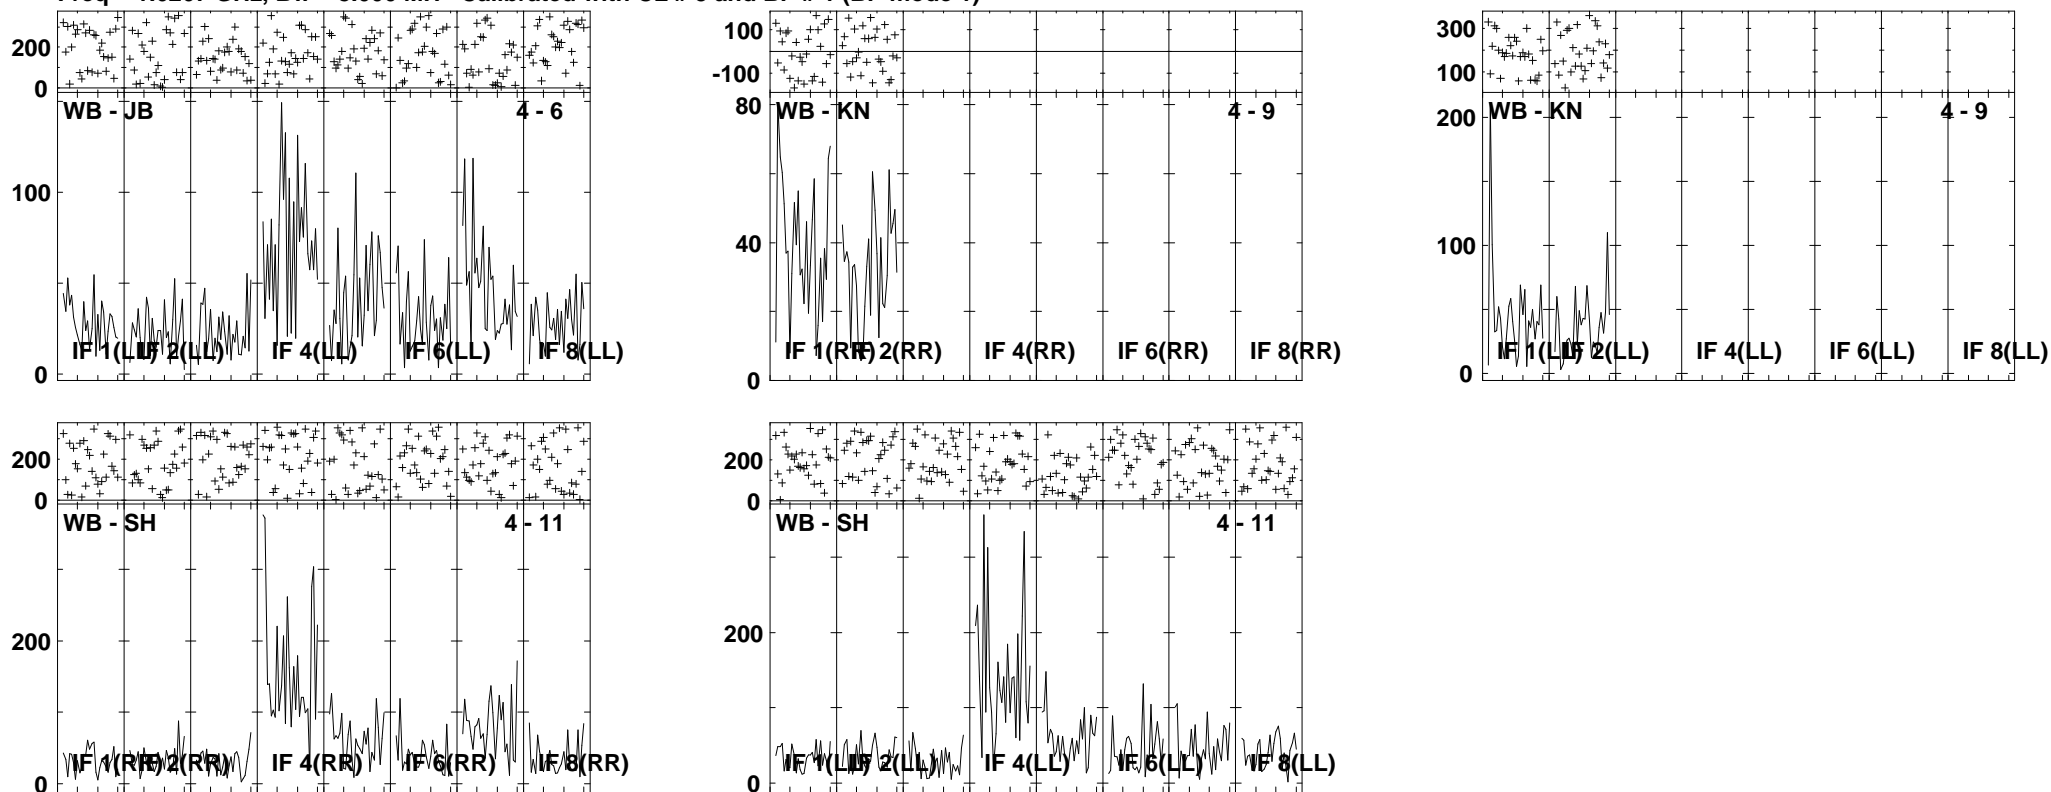 200
0
WB - JB
4 - 6
100
0
IF 1(LL)
IF 2(LL)
IF 4(LL)
IF 6(LL)
IF 8(LL)
100
-100
80
WB - KN
4 - 9
40
0
IF 1(RR)
IF 2(RR)
IF 4(RR)
IF 6(RR)
IF 8(RR)
300
100
200
WB - KN
4 - 9
100
0
IF 1(LL)
IF 2(LL)
IF 4(LL)
IF 6(LL)
IF 8(LL)
200
0
WB - SH
4 - 11
200
0
IF 1(RR)
IF 2(RR)
IF 4(RR)
IF 6(RR)
IF 8(RR)
200
0
WB - SH
4 - 11
200
0
IF 1(LL)
IF 2(LL)
IF 4(LL)
IF 6(LL)
IF 8(LL)